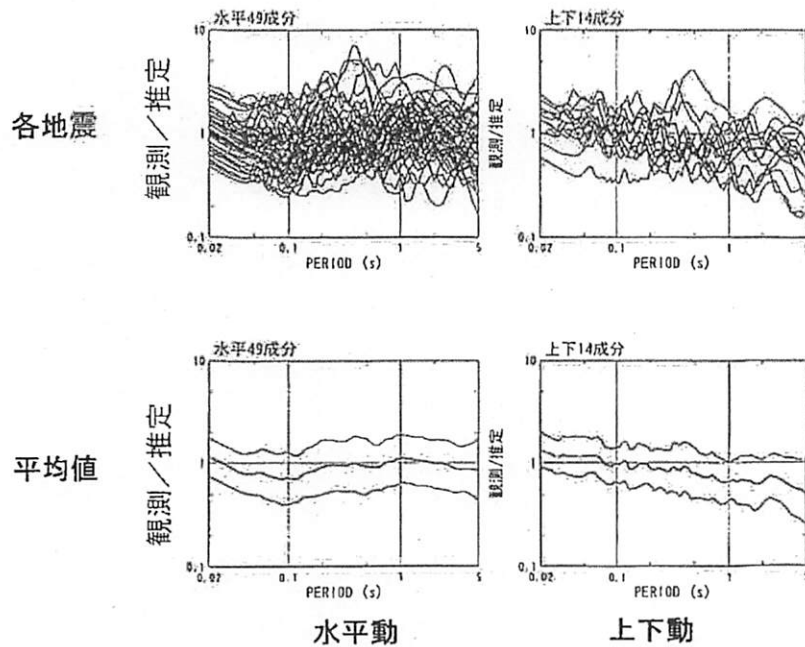 水平49成分
10
各地震
観測／推定
1
0.1
0.02
0.1
1
5
PERIOD (s)
上下14成分
10
観測/推定
1
0.1
0.02
0.1
1
PERIOD (s)
水平49成分
10
平均値
観測／推定
1
0.1
0.02
0.1
1
5
PERIOD (s)
水平動
上下14成分
10
観測/推定
1
0.1
0.02
0.1
1
PERIOD (s)
上下動